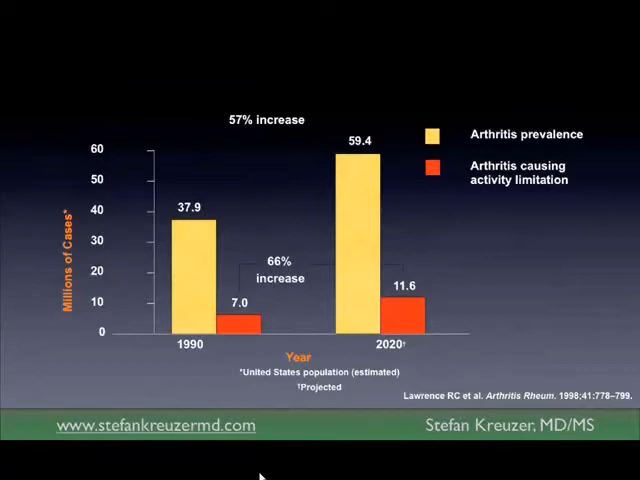 57% increase
59.4
Arthritis prevalence
Arthritis causing
activity limitation
60
50
40
30
20
10
0
Millions of Cases*
37.9
66%
increase
7.0
11.6
1990
2020†
Year
*United States population (estimated)
†Projected
Lawrence RC et al. Arthritis Rheum. 1998;41:778–799.
www.stefankreuzermd.com
Stefan Kreuzer, MD/MS